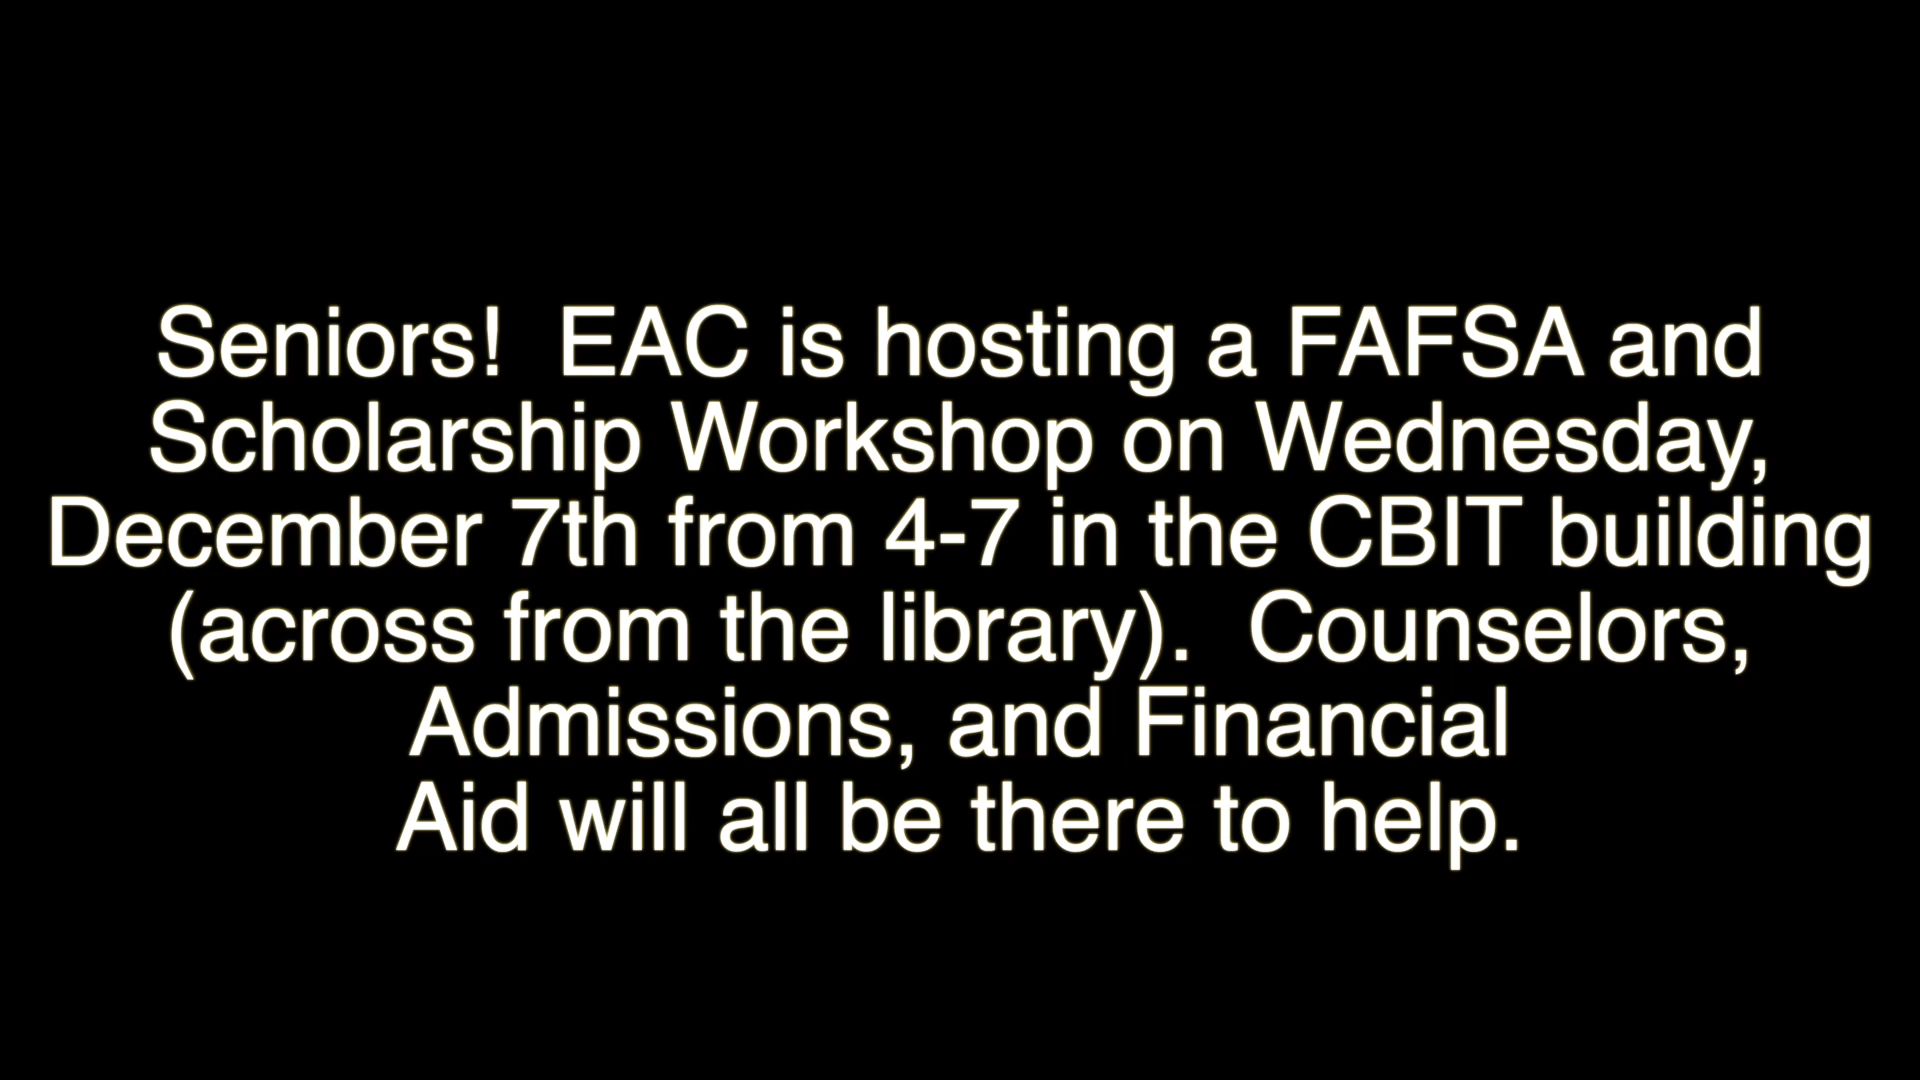 Seniors!  EAC is hosting a FAFSA and
Scholarship Workshop on Wednesday,
December 7th from 4-7 in the CBIT building
(across from the library).  Counselors,
Admissions, and Financial
Aid will all be there to help.